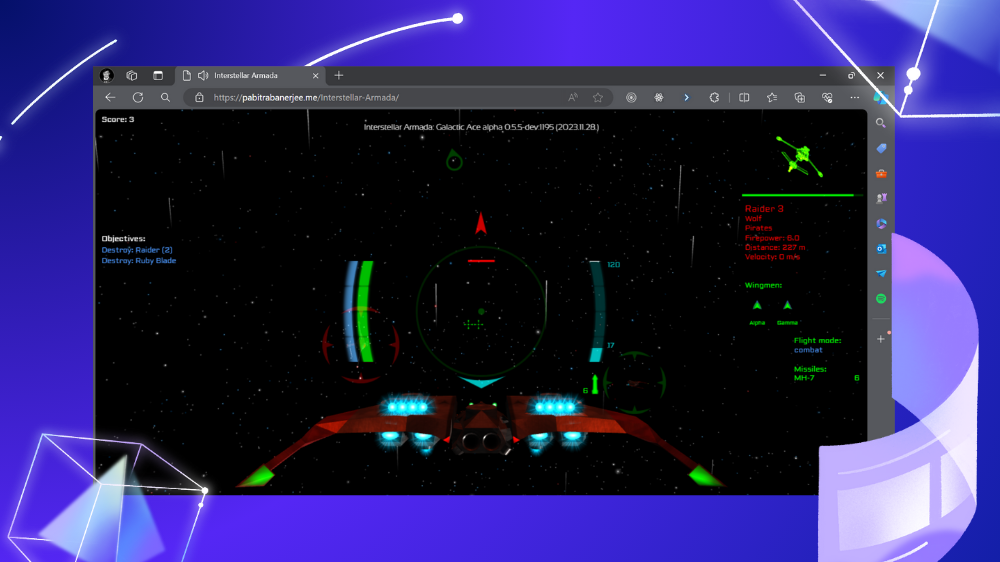 Interstellar Armada
https://pabitrabanerjee.me/Interstellar-Armada/
Score: 3
Interstellar Armada: Galactic Ace alpha 0.5.5-dev:1195 (2023.11.28.)
Raider 3
Wolf
Pirates
Firepower: 6.0
Distance: 227 m
Velocity: 0 m/s
Objectives:
Destroy: Raider (2)
Destroy: Ruby Blade
120
17
6
Wingmen:
Alpha Gamma
Flight mode:
combat
Missiles:
MH-7 6